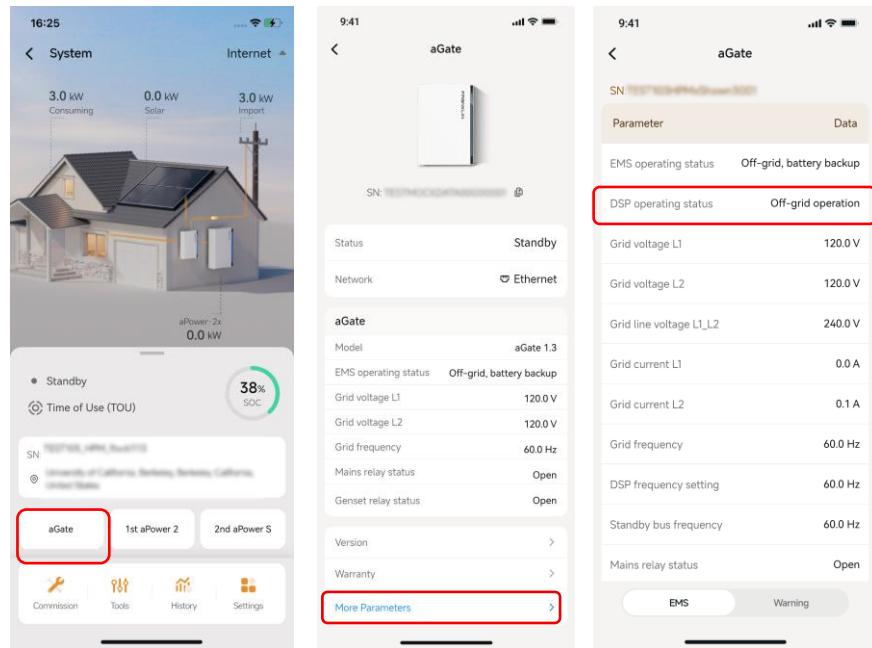 16:25
System
Internet
3.0 kW
Consuming
0.0 kW
Solar
3.0 kW
Import
aPower 2x
0.0 kW
Standby
Time of Use (TOU)
38%
SOC
SN
University of California, Berkeley, Berkeley, California,
United States
aGate
1st aPower 2
2nd aPower S
Commission
Tools
History
Settings
9:41
aGate
SN:
Status Standby
Network Ethernet
aGate
Model aGate 1.3
EMS operating status Off-grid, battery backup
Grid voltage L1 120.0 V
Grid voltage L2 120.0 V
Grid frequency 60.0 Hz
Mains relay status Open
Genset relay status Open
Version
Warranty
More Parameters
9:41
aGate
SN:
Parameter Data
EMS operating status Off-grid, battery backup
DSP operating status Off-grid operation
Grid voltage L1 120.0 V
Grid voltage L2 120.0 V
Grid line voltage L1_L2 240.0 V
Grid current L1 0.0 A
Grid current L2 0.1 A
Grid frequency 60.0 Hz
DSP frequency setting 60.0 Hz
Standby bus frequency 60.0 Hz
Mains relay status Open
EMS
Warning